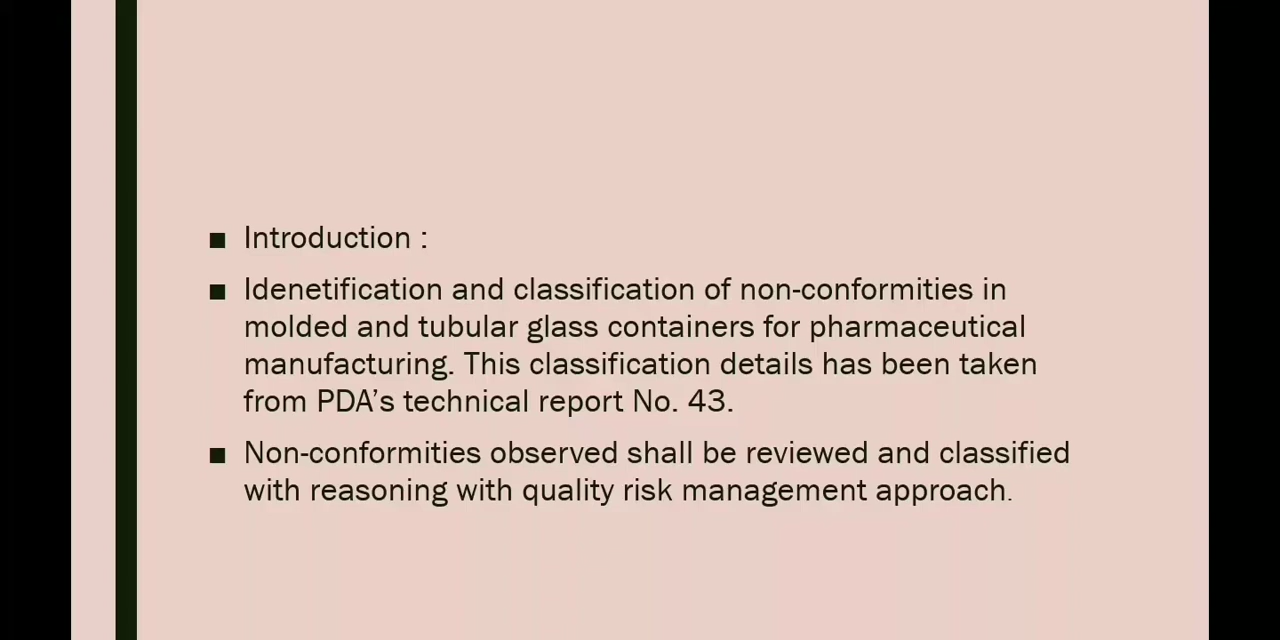 ■ Introduction :
■ Idenetification and classification of non-conformities in
molded and tubular glass containers for pharmaceutical
manufacturing. This classification details has been taken
from PDA’s technical report No. 43.
■ Non-conformities observed shall be reviewed and classified
with reasoning with quality risk management approach.